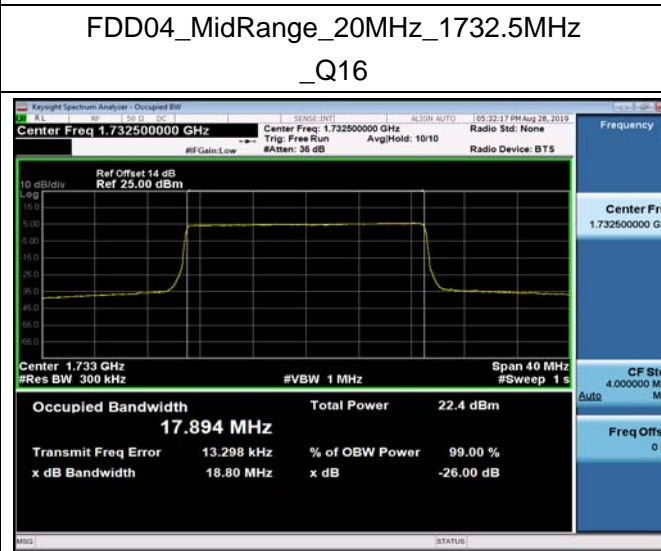 FDD04_MidRange_20MHz_1732.5MHz
_Q16
Keysight Spectrum Analyzer - Occupied BW
RL RF 50 Ω DC SENSE:INT ALIGN AUTO 05:32:17 PM Aug 28, 2019
Center Freq 1.732500000 GHz Center Freq: 1.732500000 GHz Radio Std: None
Trig: Free Run Avg|Hold: 10/10
#IFGain:Low #Atten: 36 dB Radio Device: BTS
Frequency
Ref Offset 14 dB
10 dB/div Ref 25.00 dBm
Log
15.0
5.00
-5.00
-15.0
-25.0
-35.0
-45.0
-55.0
-65.0
Center 1.733 GHz Span 40 MHz
#Res BW 300 kHz #VBW 1 MHz #Sweep 1 s
Center Fr
1.732500000 G
CF St
4.000000 M
Auto M
Freq Offs
0
Occupied Bandwidth Total Power 22.4 dBm
17.894 MHz
Transmit Freq Error 13.298 kHz % of OBW Power 99.00 %
x dB Bandwidth 18.80 MHz x dB -26.00 dB
MSG STATUS